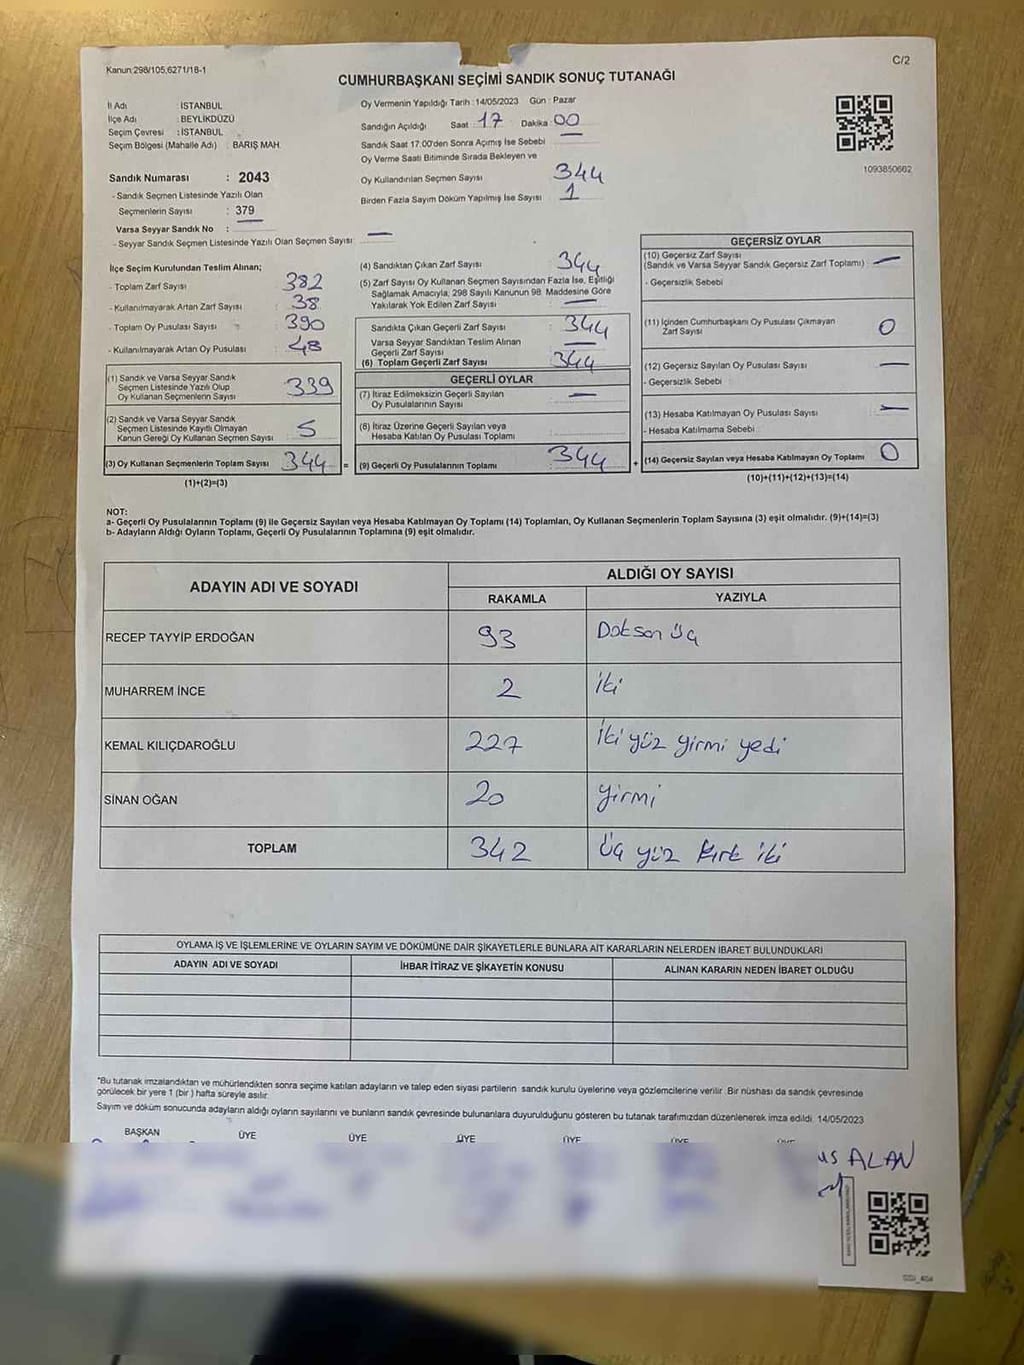 Kanun 298/105,6271/18-1
C/2
CUMHURBAŞKANI SEÇİMİ SANDIK SONUÇ TUTANAĞI
İl Adı : İSTANBUL
İlçe Adı : BEYLİKDÜZÜ
Seçim Çevresi : İSTANBUL
Seçim Bölgesi (Mahalle Adı) : BARIŞ MAH.
Oy Vermenin Yapıldığı Tarih : 14/05/2023 Gün : Pazar
Sandığın Açıldığı Saat : 17 Dakika : 00
Sandık Saat 17:00'den Sonra Açımış İse Sebebi : —
Oy Verme Saati Bitiminde Sırada Bekleyen ve
Oy Kullandırılan Seçmen Sayısı : 344
Birden Fazla Sayım Döküm Yapılmış İse Sayısı : 1
1093850662
Sandık Numarası : 2043
- Sandık Seçmen Listesinde Yazılı Olan
Seçmenlerin Sayısı : 379
Varsa Seyyar Sandık No : —
- Seyyar Sandık Seçmen Listesinde Yazılı Olan Seçmen Sayısı : —
İlçe Seçim Kurulundan Teslim Alınan;
- Toplam Zarf Sayısı : 382
- Kullanılmayarak Artan Zarf Sayısı : 38
- Toplam Oy Pusulası Sayısı : 390
- Kullanılmayarak Artan Oy Pusulası : 48
(1) Sandık ve Varsa Seyyar Sandık
Seçmen Listesinde Yazılı Olup
Oy Kullanan Seçmenlerin Sayısı : 339
(2) Sandık ve Varsa Seyyar Sandık
Seçmen Listesinde Kayıtlı Olmayan
Kanun Gereği Oy Kullanan Seçmen Sayısı : 5
(3) Oy Kullanan Seçmenlerin Toplam Sayısı : 344 =
(1)+(2)=(3)
(4) Sandıktan Çıkan Zarf Sayısı : 344
(5) Zarf Sayısı Oy Kullanan Seçmen Sayısından Fazla İse, Eşitliği
Sağlamak Amacıyla, 298 Sayılı Kanunun 98. Maddesine Göre
Yakılarak Yok Edilen Zarf Sayısı : —
Sandıkta Çıkan Geçerli Zarf Sayısı : 344
Varsa Seyyar Sandıktan Teslim Alınan
Geçerli Zarf Sayısı : —
(6) Toplam Geçerli Zarf Sayısı : 344
GEÇERLİ OYLAR
(7) İtiraz Edilmeksizin Geçerli Sayılan
Oy Pusulalarının Sayısı : —
(8) İtiraz Üzerine Geçerli Sayılan veya
Hesaba Katılan Oy Pusulası Toplamı :
(9) Geçerli Oy Pusulalarının Toplamı : 344 +
GEÇERSİZ OYLAR
(10) Geçersiz Zarf Sayısı
(Sandık ve Varsa Seyyar Sandık Geçersiz Zarf Toplamı) : —
- Geçersizlik Sebebi :
(11) İçinden Cumhurbaşkanı Oy Pusulası Çıkmayan
Zarf Sayısı : 0
(12) Geçersiz Sayılan Oy Pusulası Sayısı : —
- Geçersizlik Sebebi :
(13) Hesaba Katılmayan Oy Pusulası Sayısı : —
- Hesaba Katılmama Sebebi :
(14) Geçersiz Sayılan veya Hesaba Katılmayan Oy Toplamı : 0
(10)+(11)+(12)+(13)=(14)
NOT:
a- Geçerli Oy Pusulalarının Toplamı (9) ile Geçersiz Sayılan veya Hesaba Katılmayan Oy Toplamı (14) Toplamları, Oy Kullanan Seçmenlerin Toplam Sayısına (3) eşit olmalıdır. (9)+(14)=(3)
b- Adayların Aldığı Oyların Toplamı, Geçerli Oy Pusulalarının Toplamına (9) eşit olmalıdır.
ADAYIN ADI VE SOYADI
ALDIĞI OY SAYISI
RAKAMLA YAZIYLA
RECEP TAYYİP ERDOĞAN 93 Doksan üç
MUHARREM İNCE 2 İki
KEMAL KILIÇDAROĞLU 227 İki yüz yirmi yedi
SİNAN OĞAN 20 yirmi
TOPLAM 342 Üç yüz kırk iki
OYLAMA İŞ VE İŞLEMLERİNE VE OYLARIN SAYIM VE DÖKÜMÜNE DAİR ŞİKAYETLERLE BUNLARA AİT KARARLARIN NELERDEN İBARET BULUNDUKLARI
ADAYIN ADI VE SOYADI İHBAR İTİRAZ VE ŞİKAYETİN KONUSU ALINAN KARARIN NEDEN İBARET OLDUĞU
*Bu tutanak imzalandıktan ve mühürlendikten sonra seçime katılan adayların ve talep eden siyasi partilerin sandık kurulu üyelerine veya gözlemcilerine verilir. Bir nüshası da sandık çevresinde
görülecek bir yere 1 (bir ) hafta süreyle asılır.
Sayım ve döküm sonucunda adayların aldığı oyların sayılarını ve bunların sandık çevresinde bulunanlara duyurulduğunu gösteren bu tutanak tarafımızdan düzenlenerek imza edildi. 14/05/2023
BAŞKAN ÜYE ÜYE ÜYE ÜYE ÜYE
ALAN